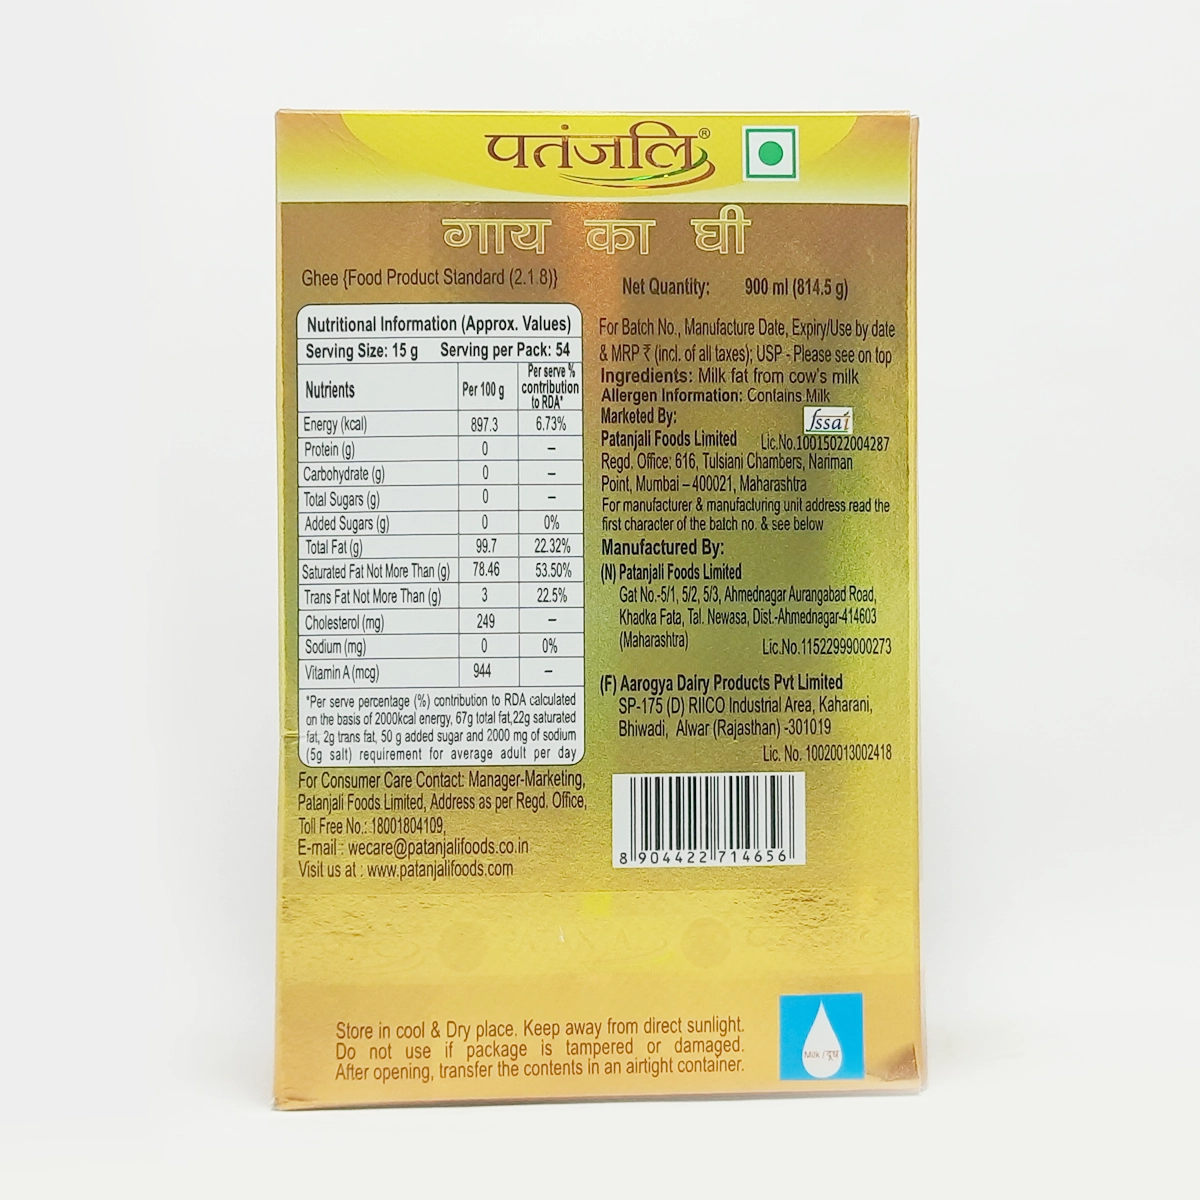 पतंजलि®
गाय का घी
Ghee {Food Product Standard (2.1.8)}
Nutritional Information (Approx. Values)
Serving Size: 15 g Serving per Pack: 54
Nutrients Per 100 g Per serve % contribution to RDA*
Energy (kcal) 897.3 6.73%
Protein (g) 0 –
Carbohydrate (g) 0 –
Total Sugars (g) 0 –
Added Sugars (g) 0 0%
Total Fat (g) 99.7 22.32%
Saturated Fat Not More Than (g) 78.46 53.50%
Trans Fat Not More Than (g) 3 22.5%
Cholesterol (mg) 249 –
Sodium (mg) 0 0%
Vitamin A (mcg) 944 –
*Per serve percentage (%) contribution to RDA calculated
on the basis of 2000kcal energy, 67g total fat,22g saturated
fat, 2g trans fat, 50 g added sugar and 2000 mg of sodium
(5g salt) requirement for average adult per day
For Consumer Care Contact: Manager-Marketing,
Patanjali Foods Limited, Address as per Regd. Office,
Toll Free No.: 18001804109,
E-mail : wecare@patanjalifoods.co.in
Visit us at : www.patanjalifoods.com
Net Quantity: 900 ml (814.5 g)
For Batch No., Manufacture Date, Expiry/Use by date
& MRP ₹ (incl. of all taxes); USP - Please see on top
Ingredients: Milk fat from cow's milk
Allergen Information: Contains Milk
Marketed By:
fssai
Patanjali Foods Limited Lic.No.10015022004287
Regd. Office: 616, Tulsiani Chambers, Nariman
Point, Mumbai – 400021, Maharashtra
For manufacturer & manufacturing unit address read the
first character of the batch no. & see below
Manufactured By:
(N) Patanjali Foods Limited
Gat No.-5/1, 5/2, 5/3, Ahmednagar Aurangabad Road,
Khadka Fata, Tal. Newasa, Dist.-Ahmednagar-414603
(Maharashtra) Lic.No.11522999000273
(F) Aarogya Dairy Products Pvt Limited
SP-175 (D) RIICO Industrial Area, Kaharani,
Bhiwadi, Alwar (Rajasthan) -301019
Lic. No. 10020013002418
8 904422 714656
Store in cool & Dry place. Keep away from direct sunlight.
Do not use if package is tampered or damaged.
After opening, transfer the contents in an airtight container.
Milk / दूध